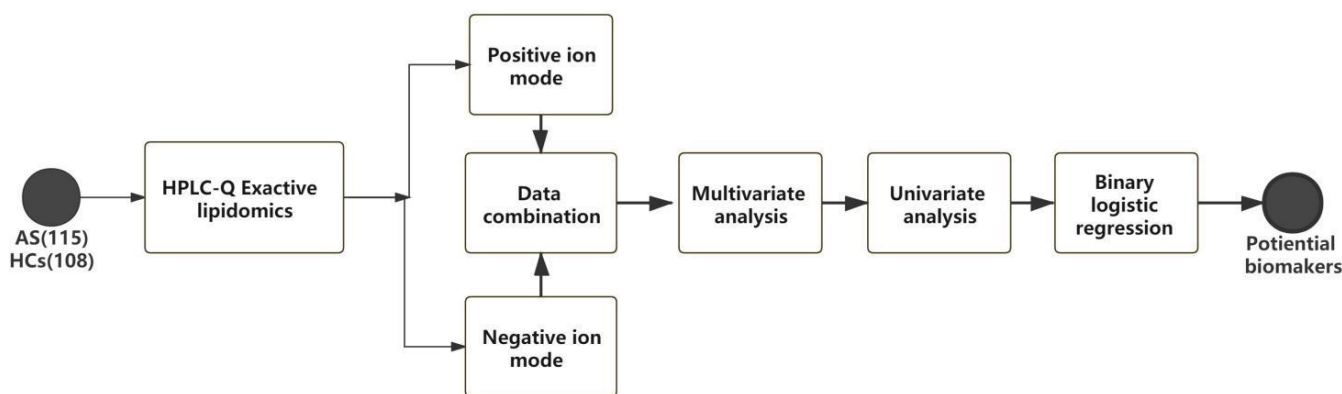 AS(115)
HCs(108)
HPLC-Q Exactive
lipidomics
Positive ion
mode
Data
combination
Negative ion
mode
Multivariate
analysis
Univariate
analysis
Binary
logistic
regression
Potiential
biomakers